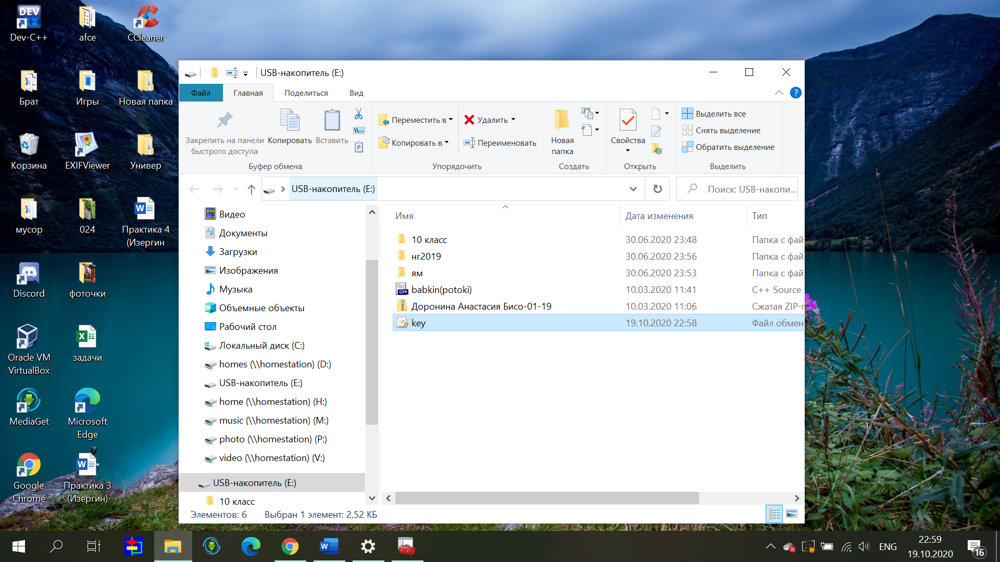 Dev-C++
afce
CCleaner
Брат
Игры
Новая папка
Корзина
EXIFViewer
Универ
мусор
024
Практика 4
(Изергин
Discord
фоточки
Oracle VM
VirtualBox
задачи
MediaGet
Microsoft
Edge
Google
Chrome
Практика 3
(Изергин)
USB-накопитель (E:)
Файл
Главная
Поделиться
Вид
Закрепить на панели
быстрого доступа
Копировать
Вставить
Буфер обмена
Переместить в
Копировать в
Удалить
Переименовать
Упорядочить
Новая
папка
Создать
Свойства
Открыть
Выделить все
Снять выделение
Обратить выделение
Выделить
USB-накопитель (E:)
Поиск: USB-накопи...
Видео
Документы
Загрузки
Изображения
Музыка
Объемные объекты
Рабочий стол
Локальный диск (C:)
homes (\\homestation) (D:)
USB-накопитель (E:)
home (\\homestation) (H:)
music (\\homestation) (M:)
photo (\\homestation) (P:)
video (\\homestation) (V:)
USB-накопитель (E:)
10 класс
Имя Дата изменения Тип
10 класс 30.06.2020 23:48 Папка с фай
нг2019 30.06.2020 23:56 Папка с фай
ям 30.06.2020 23:53 Папка с фай
babkin(potoki) 10.03.2020 11:41 C++ Source
Доронина Анастасия Бисо-01-19 10.03.2020 11:06 Сжатая ZIP-п
key 19.10.2020 22:58 Файл обмен
Элементов: 6 Выбран 1 элемент: 2,52 КБ
ENG
22:59
19.10.2020
16